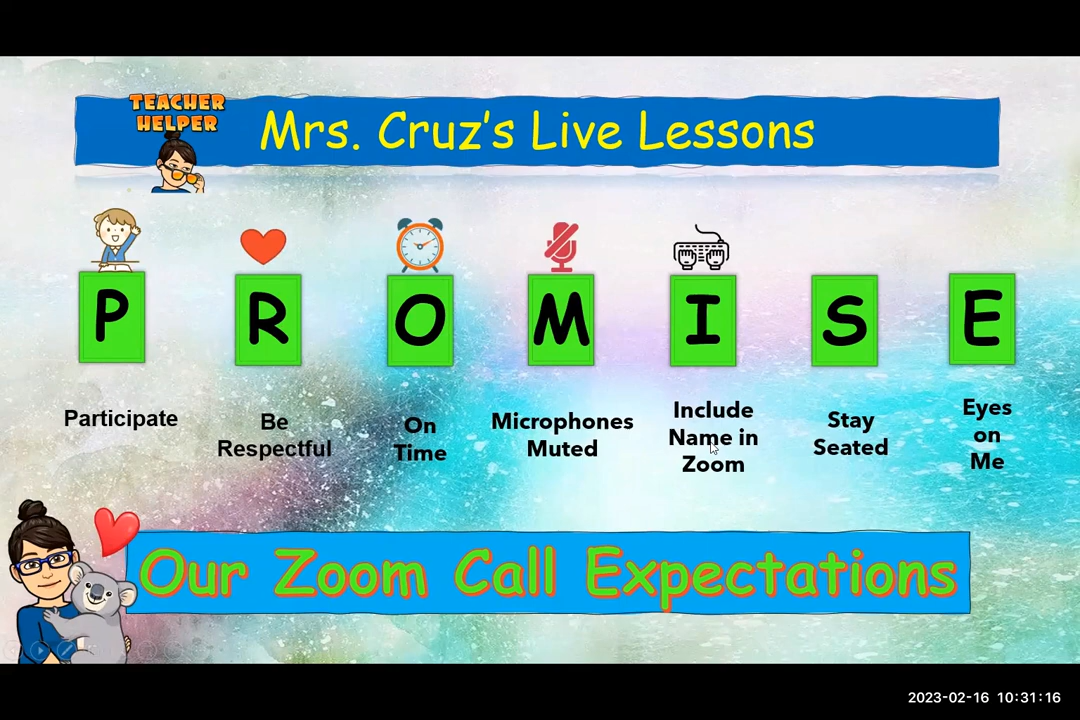 TEACHER
HELPER
Mrs. Cruz's Live Lessons
P R O M I S E
Participate
Be
Respectful
On
Time
Microphones
Muted
Include
Name in
Zoom
Stay
Seated
Eyes
on
Me
Our Zoom Call Expectations
2023-02-16 10:31:16